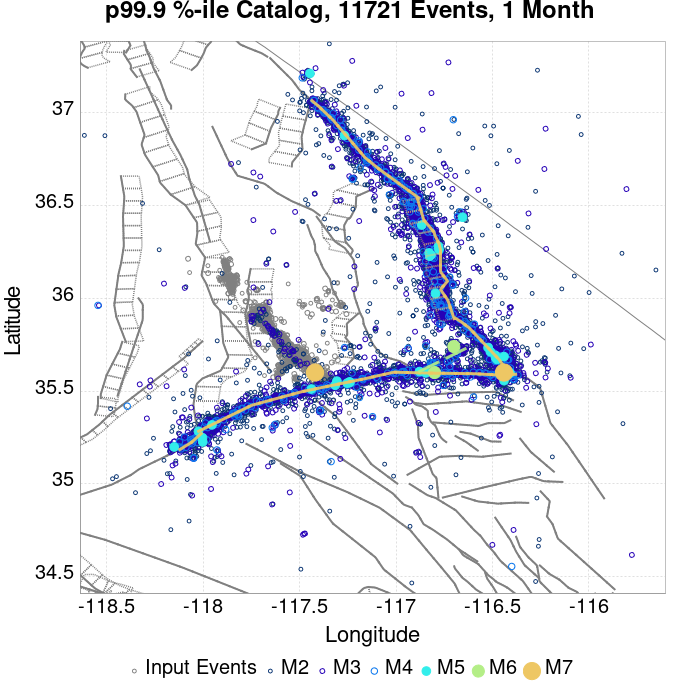 p99.9 %-ile Catalog, 11721 Events, 1 Month
37
36.5
36
35.5
35
34.5
Latitude
-118.5 -118 -117.5 -117 -116.5 -116
Longitude
Input Events M2 M3 M4 M5 M6 M7